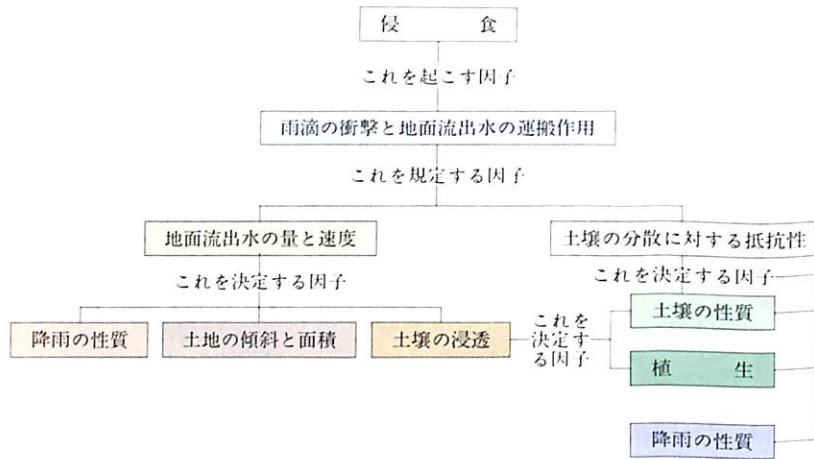 侵　　　食
これを起こす因子
雨滴の衝撃と地面流出水の運搬作用
これを規定する因子
地面流出水の量と速度
土壌の分散に対する抵抗性
これを決定する因子
これを決定する因子
降雨の性質
土地の傾斜と面積
土壌の浸透
これを
決定す
る因子
土壌の性質
植　　　生
降雨の性質